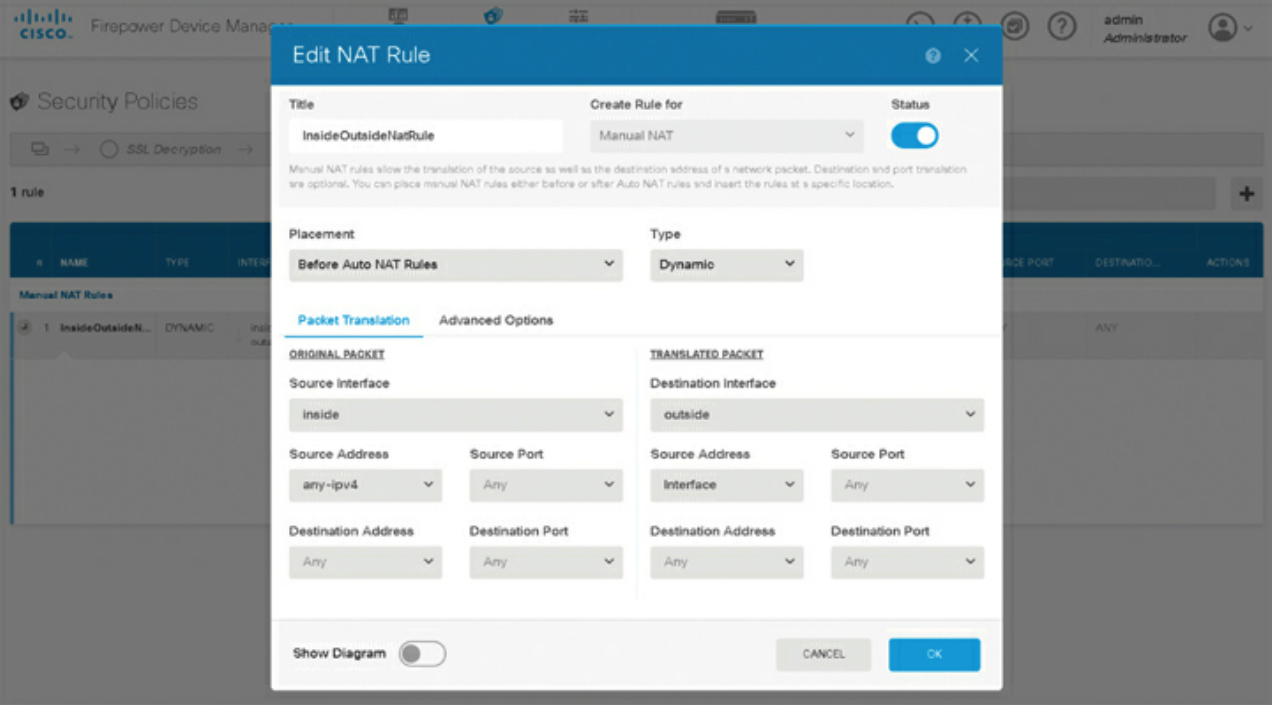 CISCO
Firepower Device Manag
admin
Administrator
Edit NAT Rule
Security Policies
SSL Decryption
1 rule
# NAME TYPE INTERF
RCE PORT DESTINATIO... ACTIONS
Manual NAT Rules
1 InsideOutsideN... DYNAMIC
ANY
Title
Create Rule for
Status
InsideOutsideNatRule
Manual NAT
Manual NAT rules allow the translation of the source as well as the destination address of a network packet. Destination and port translation
are optional. You can place manual NAT rules either before or after Auto NAT rules and insert the rules at a specific location.
Placement
Type
Before Auto NAT Rules
Dynamic
Packet Translation
Advanced Options
ORIGINAL PACKET
TRANSLATED PACKET
Source Interface
Destination Interface
inside
outside
Source Address
Source Port
Source Address
Source Port
any-ipv4
Any
Interface
Any
Destination Address
Destination Port
Destination Address
Destination Port
Any
Any
Any
Any
Show Diagram
CANCEL
OK